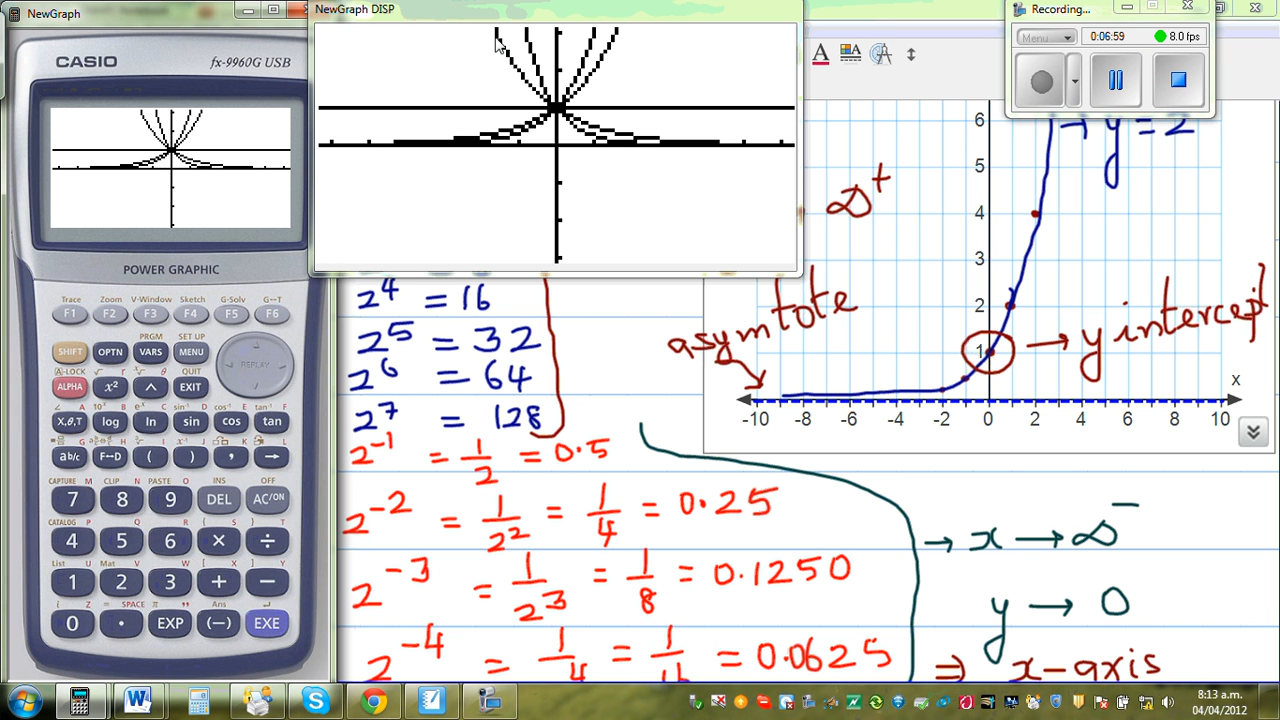 NewGraph
NewGraph DISP
Recording...
Menu
0:06:59
8.0 fps
CASIO
fx-9960G USB
POWER GRAPHIC
Trace Zoom V-Window Sketch G-Solv G↔T
F1 F2 F3 F4 F5 F6
PRGM SET UP
SHIFT OPTN VARS MENU
REPLAY
A-LOCK QUIT
ALPHA x² ^ EXIT
X,θ,T log ln sin cos tan
ab/c F↔D ( ) , →
CAPTURE CLIP PASTE INS OFF
7 8 9 DEL AC/ON
CATALOG
4 5 6 × ÷
List Mat
1 2 3 + −
SPACE Ans
0 . EXP (−) EXE
2⁴ = 16
2⁵ = 32
2⁶ = 64
2⁷ = 128
2⁻¹ = 1/2 = 0.5
2⁻² = 1/2² = 1/4 = 0.25
2⁻³ = 1/2³ = 1/8 = 0.1250
2⁻⁴ = = = 0.0625
∞⁺
→ y = 2
asymtote
→ y intercept
6
5
4
3
2
1
x
-10 -8 -6 -4 -2 0 2 4 6 8 10
→ x → ∞⁻
y → 0
⇒ x-axis
8:13 a.m.
04/04/2012